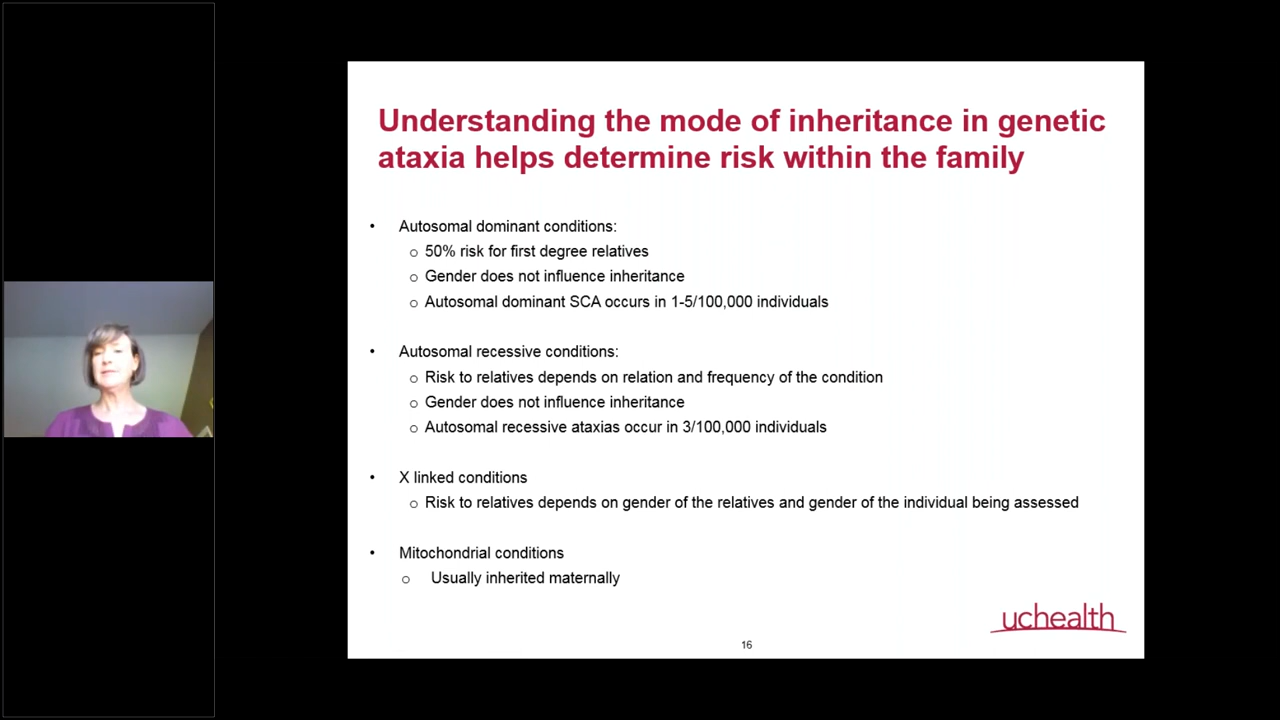 Understanding the mode of inheritance in genetic
ataxia helps determine risk within the family
• Autosomal dominant conditions:
o 50% risk for first degree relatives
o Gender does not influence inheritance
o Autosomal dominant SCA occurs in 1-5/100,000 individuals
• Autosomal recessive conditions:
o Risk to relatives depends on relation and frequency of the condition
o Gender does not influence inheritance
o Autosomal recessive ataxias occur in 3/100,000 individuals
• X linked conditions
o Risk to relatives depends on gender of the relatives and gender of the individual being assessed
• Mitochondrial conditions
o Usually inherited maternally
uchealth
16